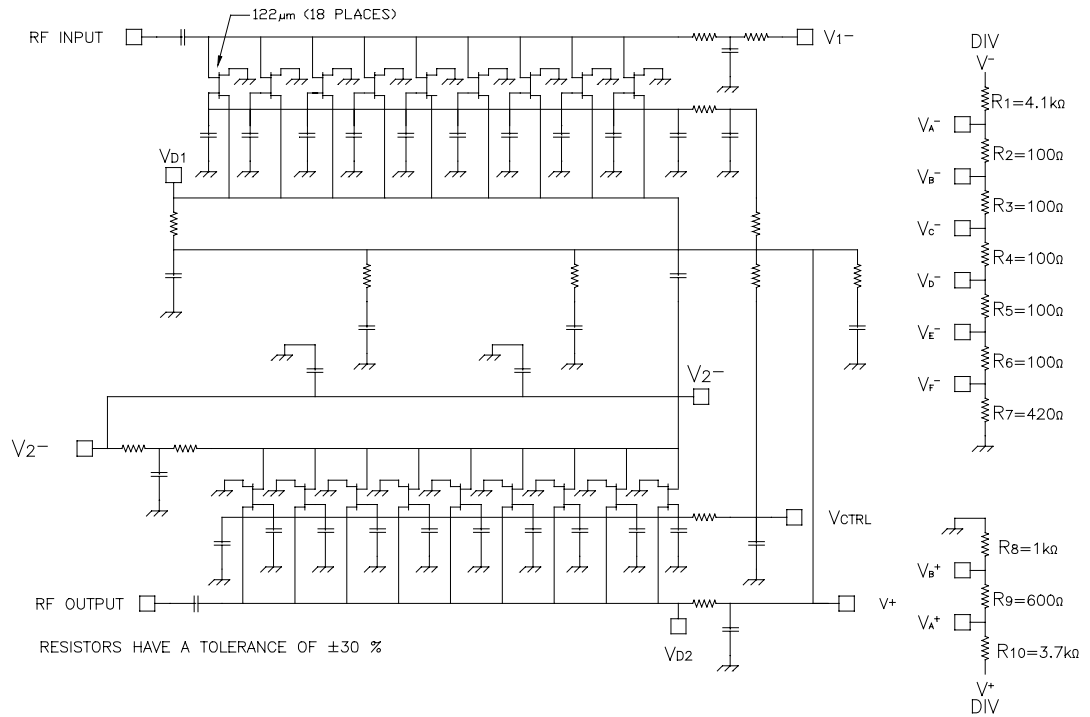 122µm (18 PLACES)
RF INPUT
V1-
VD1
V2-
V2-
VCTRL
RF OUTPUT
V+
VD2
RESISTORS HAVE A TOLERANCE OF ±30 %
DIV
V-
R1=4.1kΩ
VA-
R2=100Ω
VB-
R3=100Ω
VC-
R4=100Ω
VD-
R5=100Ω
VE-
R6=100Ω
VF-
R7=420Ω
R8=1kΩ
VB+
R9=600Ω
VA+
R10=3.7kΩ
V+
DIV